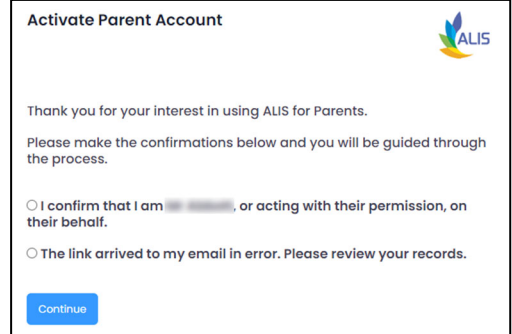 Activate Parent Account
ALIS
Thank you for your interest in using ALIS for Parents.
Please make the confirmations below and you will be guided through
the process.
I confirm that I am , or acting with their permission, on
their behalf.
The link arrived to my email in error. Please review your records.
Continue